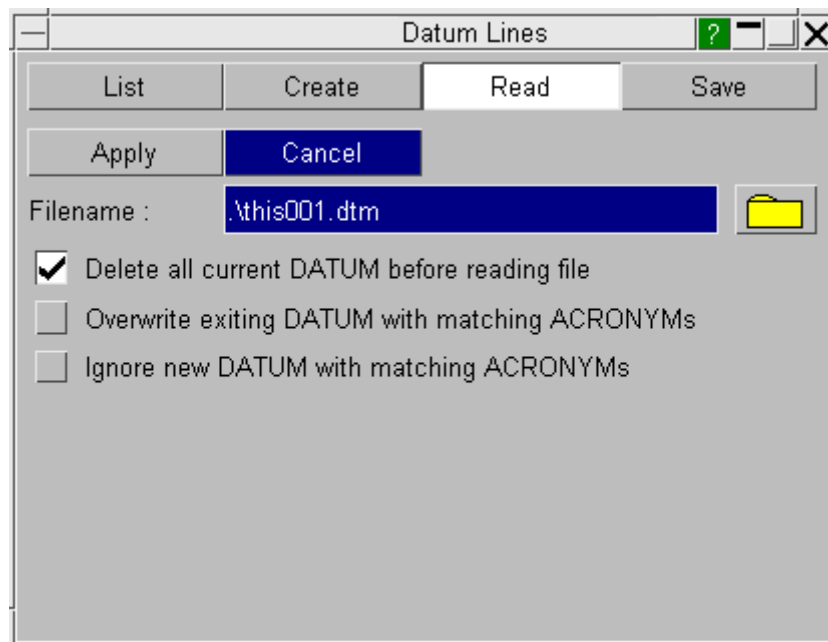 Datum Lines ?
List Create Read Save
Apply Cancel
Filename : .\this001.dtm
Delete all current DATUM before reading file
Overwrite exiting DATUM with matching ACRONYMs
Ignore new DATUM with matching ACRONYMs